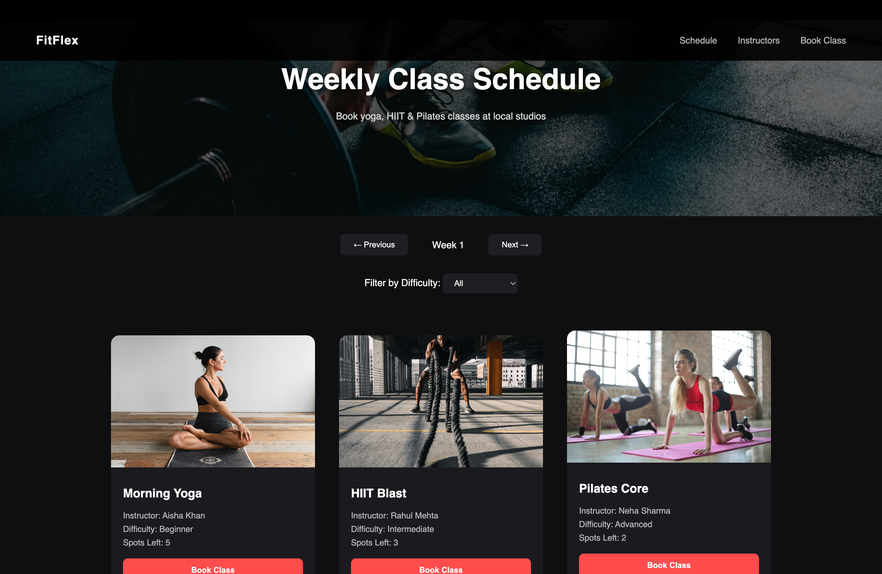 FitFlex
Schedule Instructors Book Class
Weekly Class Schedule
Book yoga, HIIT & Pilates classes at local studios
← Previous Week 1 Next →
Filter by Difficulty: All
Morning Yoga
Instructor: Aisha Khan
Difficulty: Beginner
Spots Left: 5
Book Class
HIIT Blast
Instructor: Rahul Mehta
Difficulty: Intermediate
Spots Left: 3
Book Class
Pilates Core
Instructor: Neha Sharma
Difficulty: Advanced
Spots Left: 2
Book Class